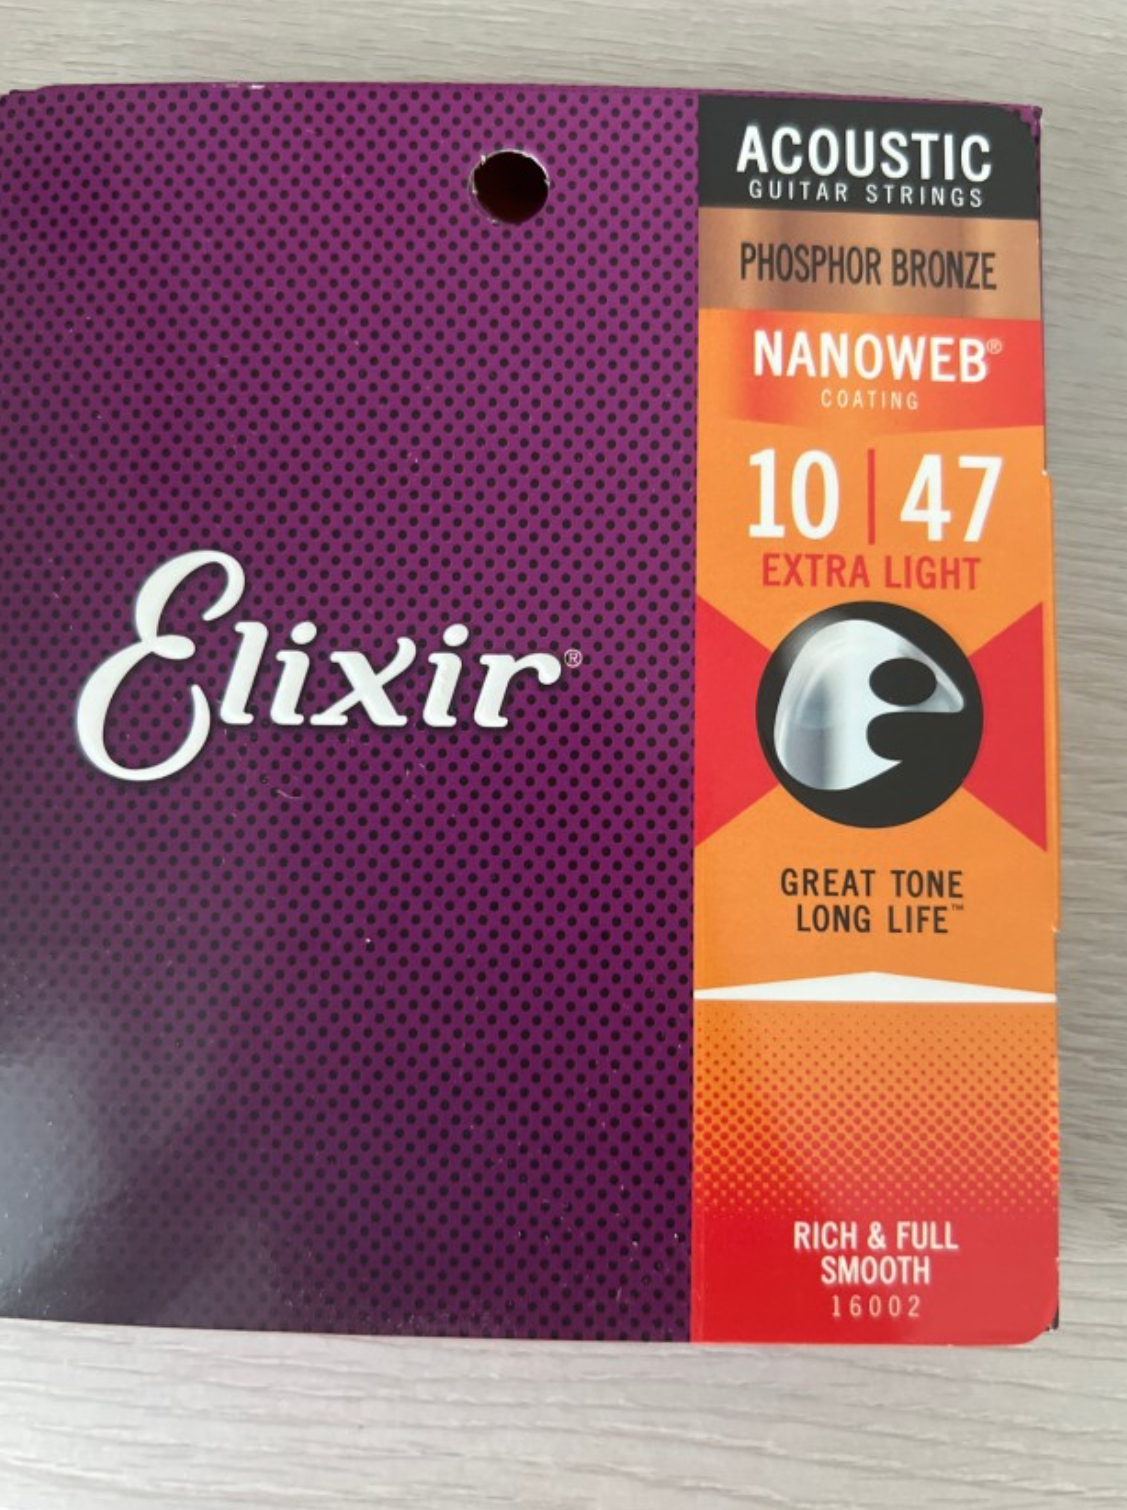 ACOUSTIC
GUITAR STRINGS
PHOSPHOR BRONZE
NANOWEB®
COATING
10 | 47
EXTRA LIGHT
Elixir®
GREAT TONE
LONG LIFE™
RICH & FULL
SMOOTH
16002